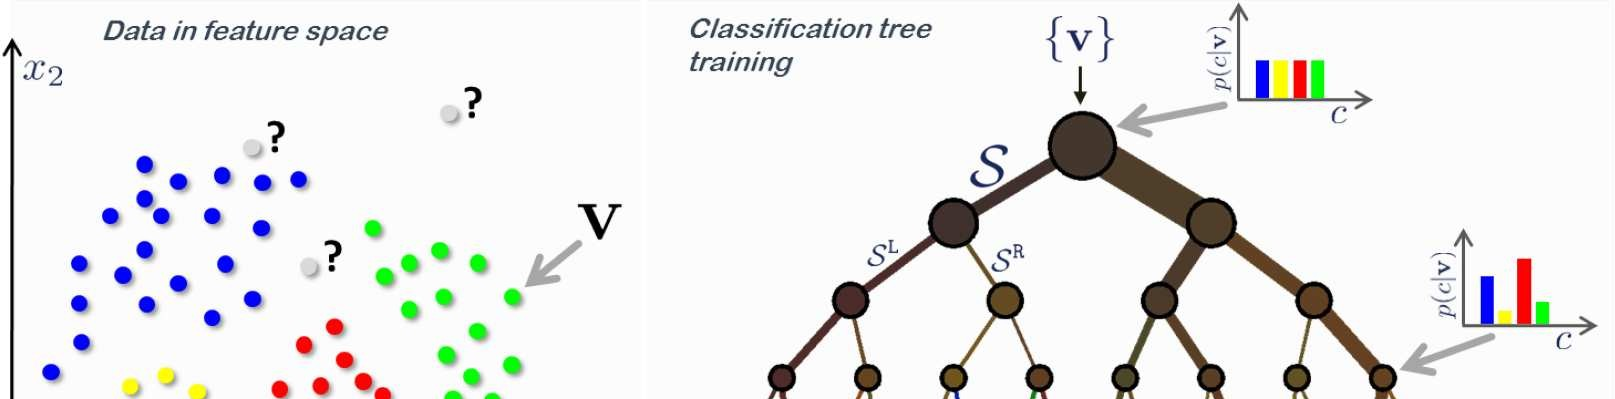 Data in feature space
x₂
?
?
?
v
Classification tree
training
{v}
S
Sᴸ
Sᴿ
p(c|v)
c
p(c|v)
c